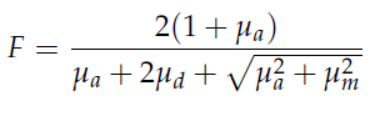 F = \frac{2(1 + \mu_a)}{\mu_a + 2\mu_d + \sqrt{\mu_a^2 + \mu_m^2}}